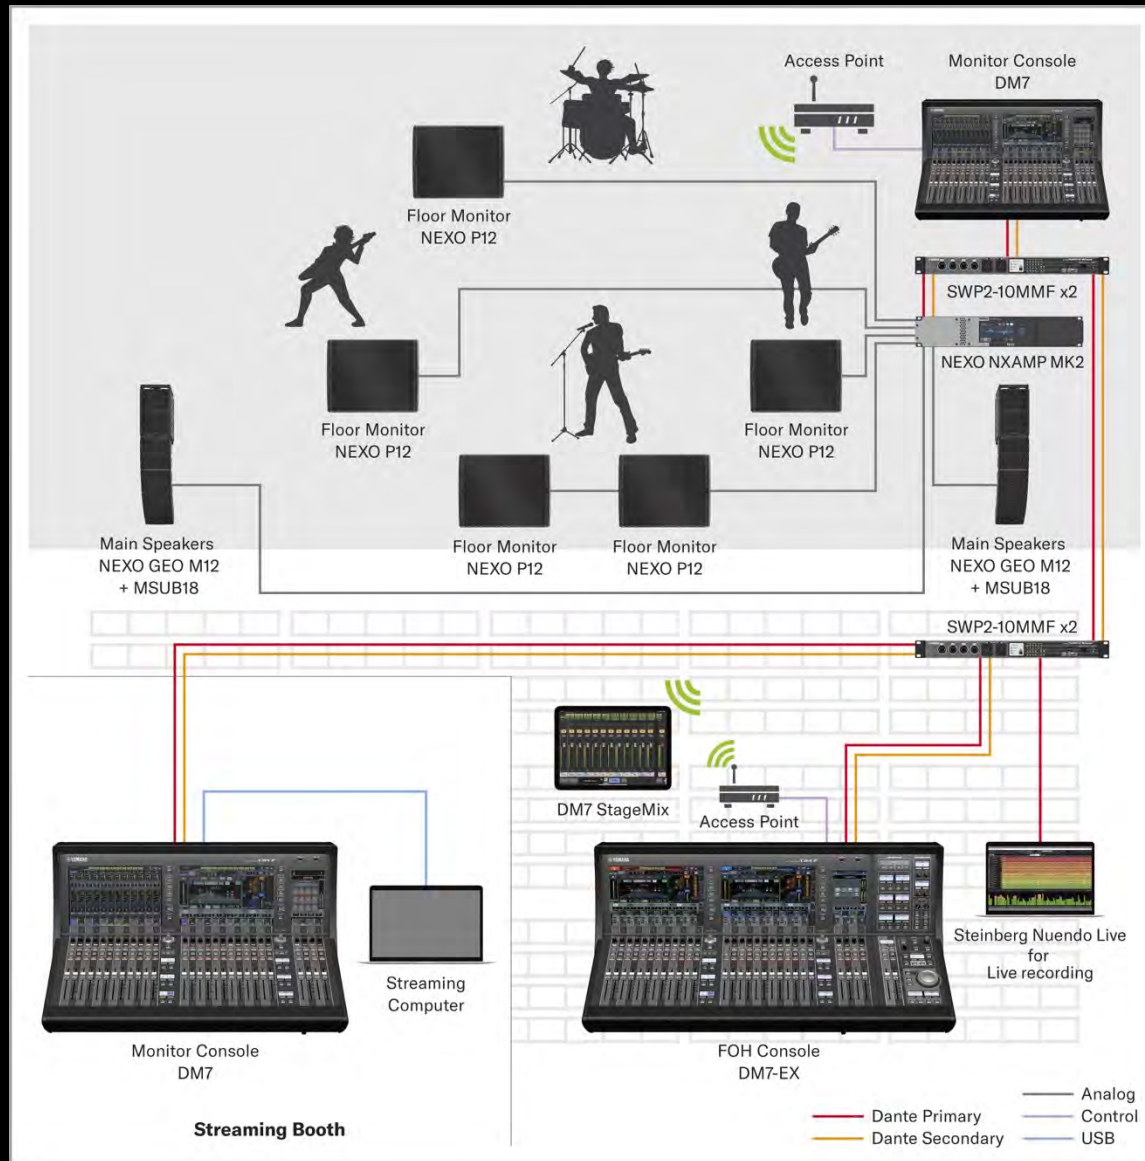 Access Point
Monitor Console
DM7
Floor Monitor
NEXO P12
SWP2-10MMF x2
NEXO NXAMP MK2
Floor Monitor
NEXO P12
Floor Monitor
NEXO P12
Main Speakers
NEXO GEO M12
+ MSUB18
Floor Monitor
NEXO P12
Floor Monitor
NEXO P12
Main Speakers
NEXO GEO M12
+ MSUB18
SWP2-10MMF x2
DM7 StageMix
Access Point
YAMAHA
YAMAHA
Streaming
Computer
Steinberg Nuendo Live
for
Live recording
Monitor Console
DM7
FOH Console
DM7-EX
Streaming Booth
Dante Primary
Dante Secondary
Analog
Control
USB